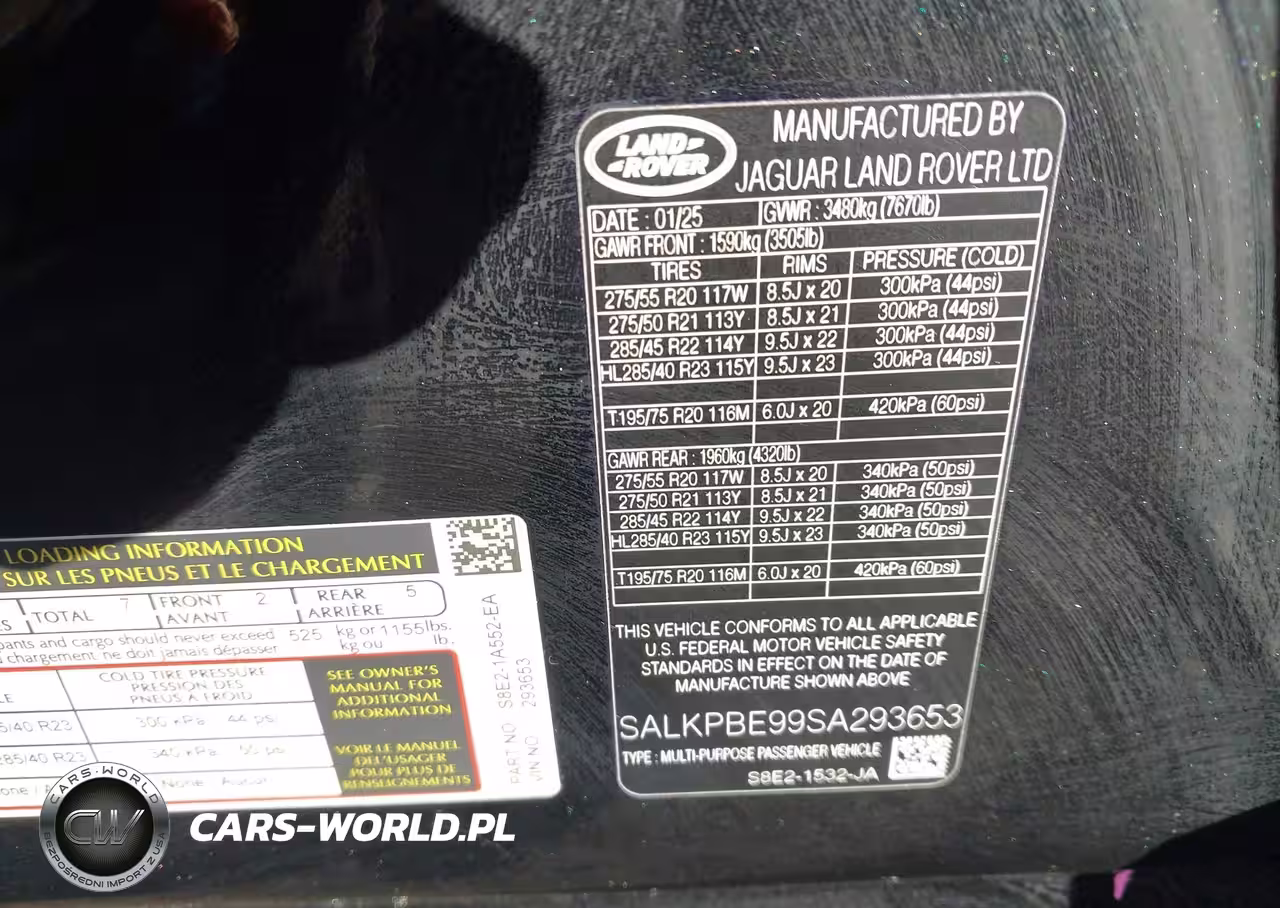 LAND ROVER
MANUFACTURED BY
JAGUAR LAND ROVER LTD
DATE : 01/25 GVWR : 3480kg (7670lb)
GAWR FRONT : 1590kg (3505lb)
TIRES RIMS PRESSURE (COLD)
275/55 R20 117W 8.5J x 20 300kPa (44psi)
275/50 R21 113Y 8.5J x 21 300kPa (44psi)
285/45 R22 114Y 9.5J x 22 300kPa (44psi)
HL285/40 R23 115Y 9.5J x 23 300kPa (44psi)
T195/75 R20 116M 6.0J x 20 420kPa (60psi)
GAWR REAR : 1960kg (4320lb)
275/55 R20 117W 8.5J x 20 340kPa (50psi)
275/50 R21 113Y 8.5J x 21 340kPa (50psi)
285/45 R22 114Y 9.5J x 22 340kPa (50psi)
HL285/40 R23 115Y 9.5J x 23 340kPa (50psi)
T195/75 R20 116M 6.0J x 20 420kPa (60psi)
THIS VEHICLE CONFORMS TO ALL APPLICABLE
U.S. FEDERAL MOTOR VEHICLE SAFETY
STANDARDS IN EFFECT ON THE DATE OF
MANUFACTURE SHOWN ABOVE
SALKPBE99SA293653
TYPE : MULTI-PURPOSE PASSENGER VEHICLE
S8E2-1532-JA
LOADING INFORMATION
SUR LES PNEUS ET LE CHARGEMENT
TOTAL 7 FRONT 2 REAR 5
AVANT ARRIÈRE
and cargo should never exceed 525 kg or 1155 lbs.
chargement ne doit jamais dépasser kg ou lb.
COLD TIRE PRESSURE
PRESSION DES
PNEUS A FROID
5/40 R23 300 kPa 44 psi
285/40 R23 340 kPa
None
SEE OWNER'S
MANUAL FOR
ADDITIONAL
INFORMATION
VOIR LE MANUEL
DE L'USAGER
POUR PLUS DE
RENSEIGNEMENTS
PART NO S8E2-1A552-EA
VIN NO 293653
CARS-WORLD
CW
BEZPOŚREDNI IMPORT Z USA
CARS-WORLD.PL